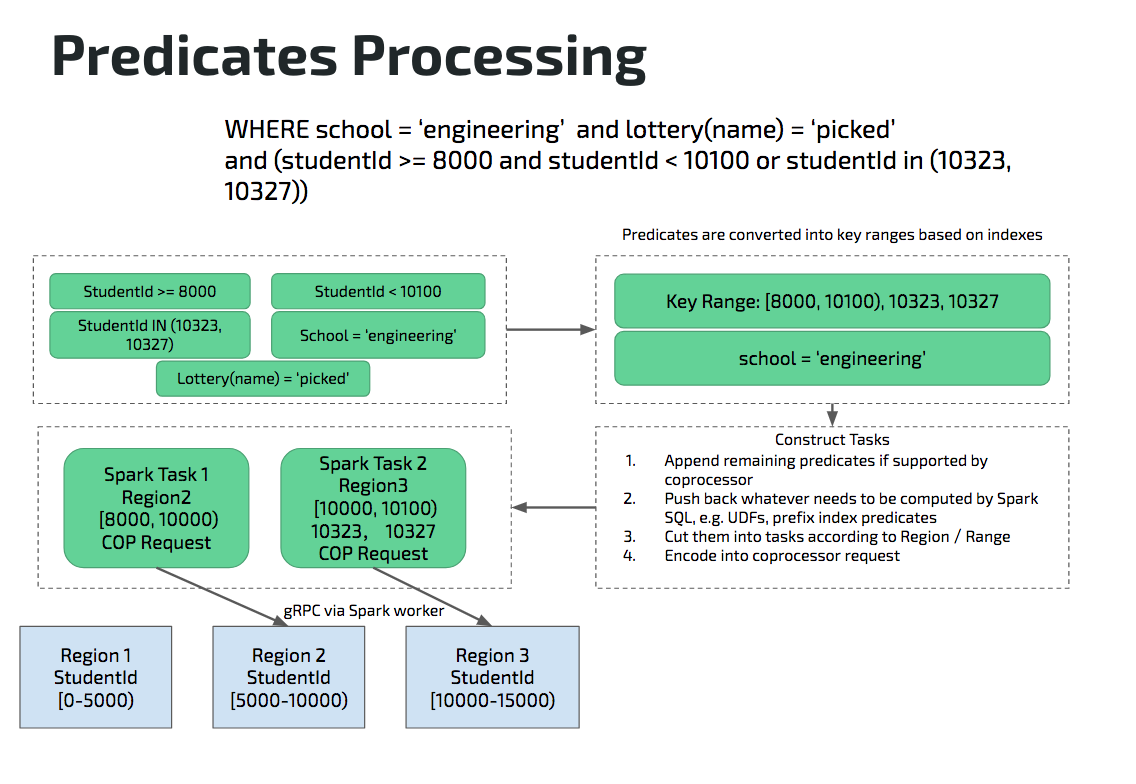 Predicates Processing
WHERE school = ‘engineering’ and lottery(name) = ‘picked’
and (studentId >= 8000 and studentId < 10100 or studentId in (10323,
10327))
Predicates are converted into key ranges based on indexes
StudentId >= 8000
StudentId < 10100
StudentId IN (10323,
10327)
School = 'engineering'
Lottery(name) = 'picked'
Key Range: [8000, 10100), 10323, 10327
school = 'engineering'
Construct Tasks
1. Append remaining predicates if supported by
coprocessor
2. Push back whatever needs to be computed by Spark
SQL, e.g. UDFs, prefix index predicates
3. Cut them into tasks according to Region / Range
4. Encode into coprocessor request
Spark Task 1
Region2
[8000, 10000)
COP Request
Spark Task 2
Region3
[10000, 10100)
10323, 10327
COP Request
gRPC via Spark worker
Region 1
StudentId
[0-5000)
Region 2
StudentId
[5000-10000)
Region 3
StudentId
[10000-15000)